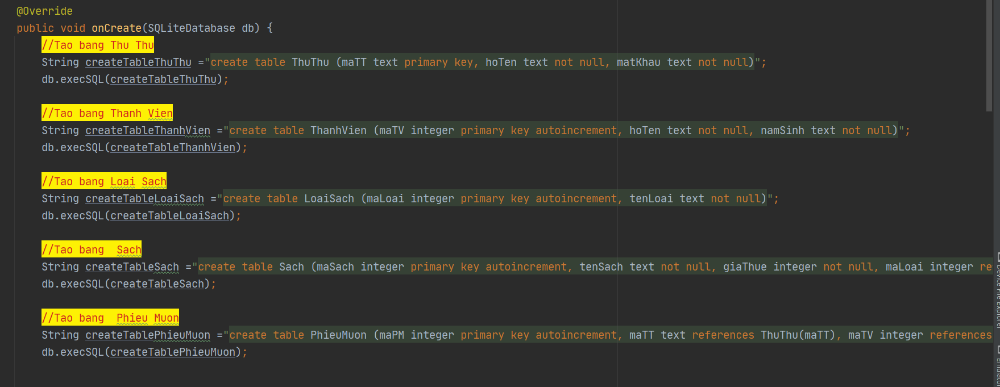 @Override
public void onCreate(SQLiteDatabase db) {
//Tao bang Thu Thu
String createTableThuThu ="create table ThuThu (maTT text primary key, hoTen text not null, matKhau text not null)";
db.execSQL(createTableThuThu);
//Tao bang Thanh Vien
String createTableThanhVien ="create table ThanhVien (maTV integer primary key autoincrement, hoTen text not null, namSinh text not null)";
db.execSQL(createTableThanhVien);
//Tao bang Loai Sach
String createTableLoaiSach ="create table LoaiSach (maLoai integer primary key autoincrement, tenLoai text not null)";
db.execSQL(createTableLoaiSach);
//Tao bang  Sach
String createTableSach ="create table Sach (maSach integer primary key autoincrement, tenSach text not null, giaThue integer not null, maLoai integer re
db.execSQL(createTableSach);
//Tao bang  Phieu Muon
String createTablePhieuMuon ="create table PhieuMuon (maPM integer primary key autoincrement, maTT text references ThuThu(maTT), maTV integer references
db.execSQL(createTablePhieuMuon);
Device File Explorer
Emulator